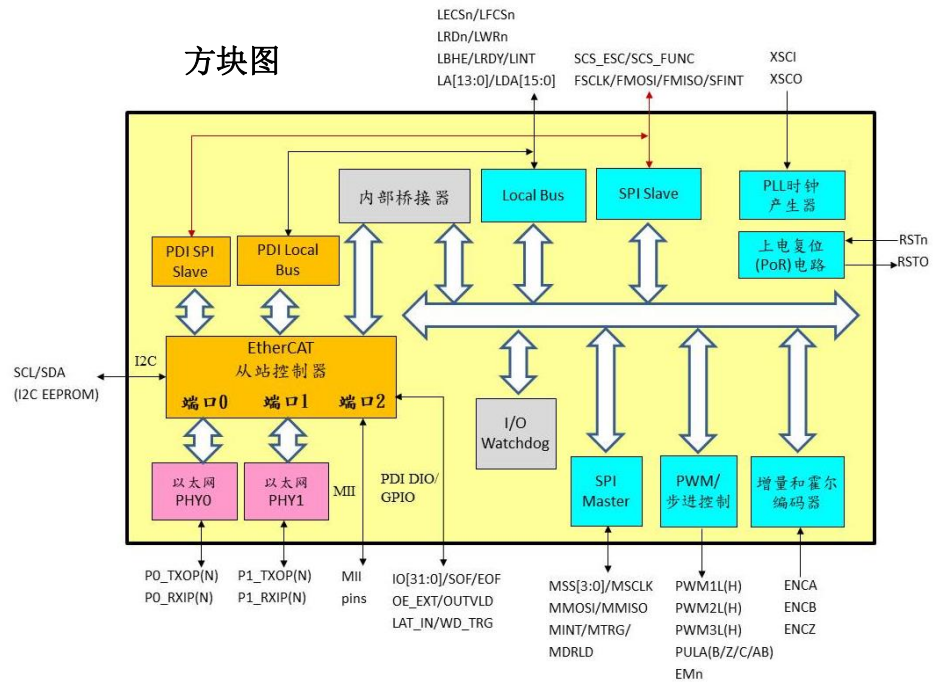 方块图
LECSn/LFCSn
LRDn/LWRn
LBHE/LRDY/LINT
LA[13:0]/LDA[15:0]
SCS_ESC/SCS_FUNC
FSCLK/FMOSI/FMISO/SFINT
XSCI
XSCO
内部桥接器
Local Bus
SPI Slave
PLL时钟
产生器
PDI SPI
Slave
PDI Local
Bus
上电复位
(PoR)电路
RSTn
RSTO
EtherCAT
从站控制器
端口0
端口1
端口2
I2C
SCL/SDA
(I2C EEPROM)
I/O
Watchdog
以太网
PHY0
以太网
PHY1
MII
PDI DIO/
GPIO
SPI
Master
PWM/
步进控制
增量和霍尔
编码器
P0_TXOP(N)
P0_RXIP(N)
P1_TXOP(N)
P1_RXIP(N)
MII
pins
IO[31:0]/SOF/EOF
OE_EXT/OUTVLD
LAT_IN/WD_TRG
MSS[3:0]/MSCLK
MMOSI/MMISO
MINT/MTRG/
MDRLD
PWM1L(H)
PWM2L(H)
PWM3L(H)
PULA(B/Z/C/AB)
EMn
ENCA
ENCB
ENCZ